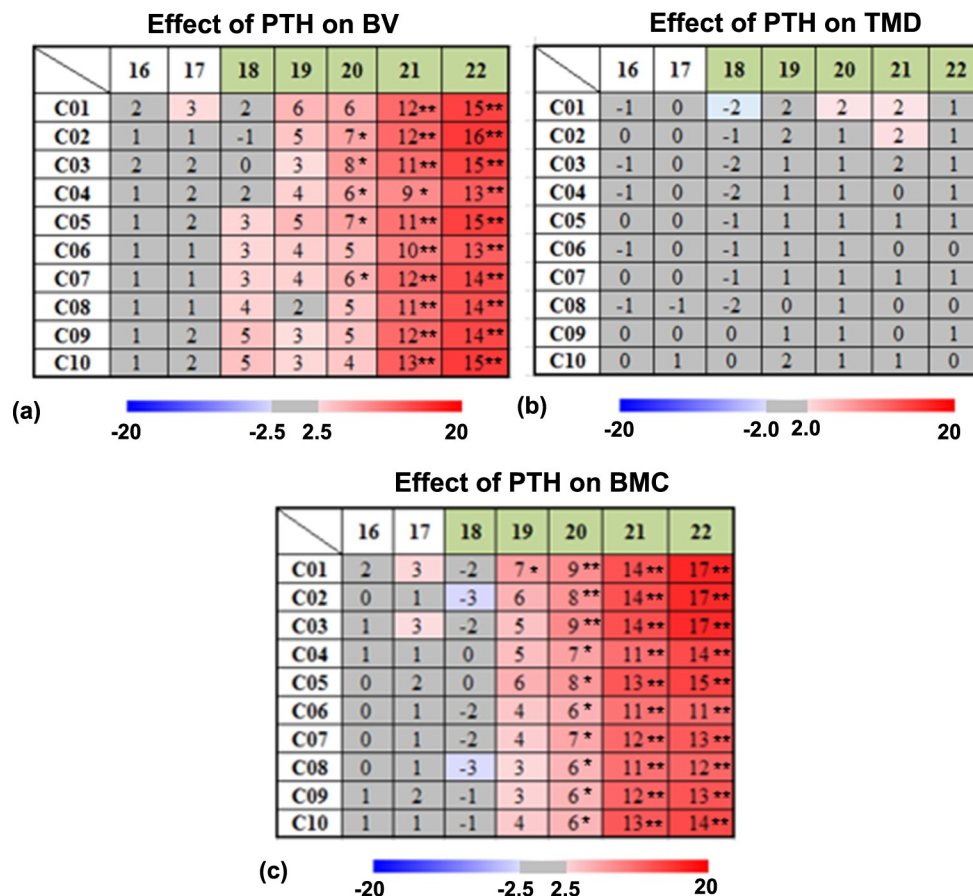 Effect of PTH on BV
16 17 18 19 20 21 22
C01 2 3 2 6 6 12** 15**
C02 1 1 -1 5 7* 12** 16**
C03 2 2 0 3 8* 11** 15**
C04 1 2 2 4 6* 9* 13**
C05 1 2 3 5 7* 11** 15**
C06 1 1 3 4 5 10** 13**
C07 1 1 3 4 6* 12** 14**
C08 1 1 4 2 5 11** 14**
C09 1 2 5 3 5 12** 14**
C10 1 2 5 3 4 13** 15**
(a)
-20 -2.5 2.5 20
Effect of PTH on TMD
16 17 18 19 20 21 22
C01 -1 0 -2 2 2 2 1
C02 0 0 -1 2 1 2 1
C03 -1 0 -2 1 1 2 1
C04 -1 0 -2 1 1 0 1
C05 0 0 -1 1 1 1 1
C06 -1 0 -1 1 1 0 0
C07 0 0 -1 1 1 1 1
C08 -1 -1 -2 0 1 0 0
C09 0 0 0 1 1 0 1
C10 0 1 0 2 1 1 0
(b)
-20 -2.0 2.0 20
Effect of PTH on BMC
16 17 18 19 20 21 22
C01 2 3 -2 7* 9** 14** 17**
C02 0 1 -3 6 8** 14** 17**
C03 1 3 -2 5 9** 14** 17**
C04 1 1 0 5 7* 11** 14**
C05 0 2 0 6 8* 13** 15**
C06 0 1 -2 4 6* 11** 11**
C07 0 1 -2 4 7* 12** 13**
C08 0 1 -3 3 6* 11** 12**
C09 1 2 -1 3 6* 12** 13**
C10 1 1 -1 4 6* 13** 14**
(c)
-20 -2.5 2.5 20